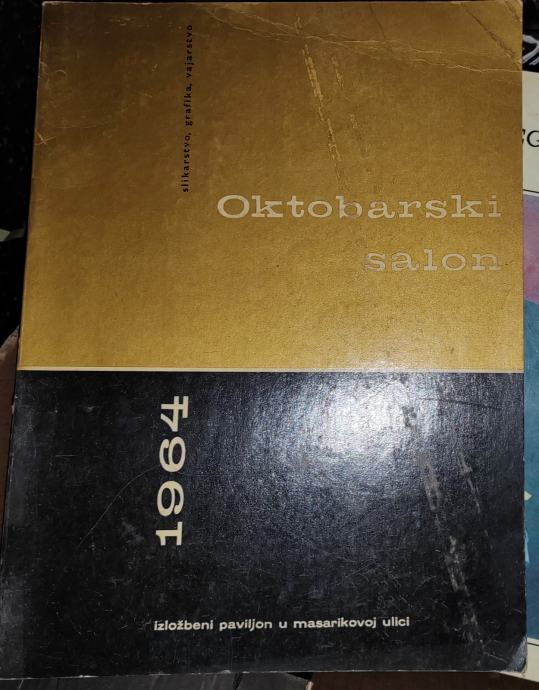 slikarstvo, grafika, vajarstvo
Oktobarski
salon
1964
izložbeni paviljon u masarikovoj ulici